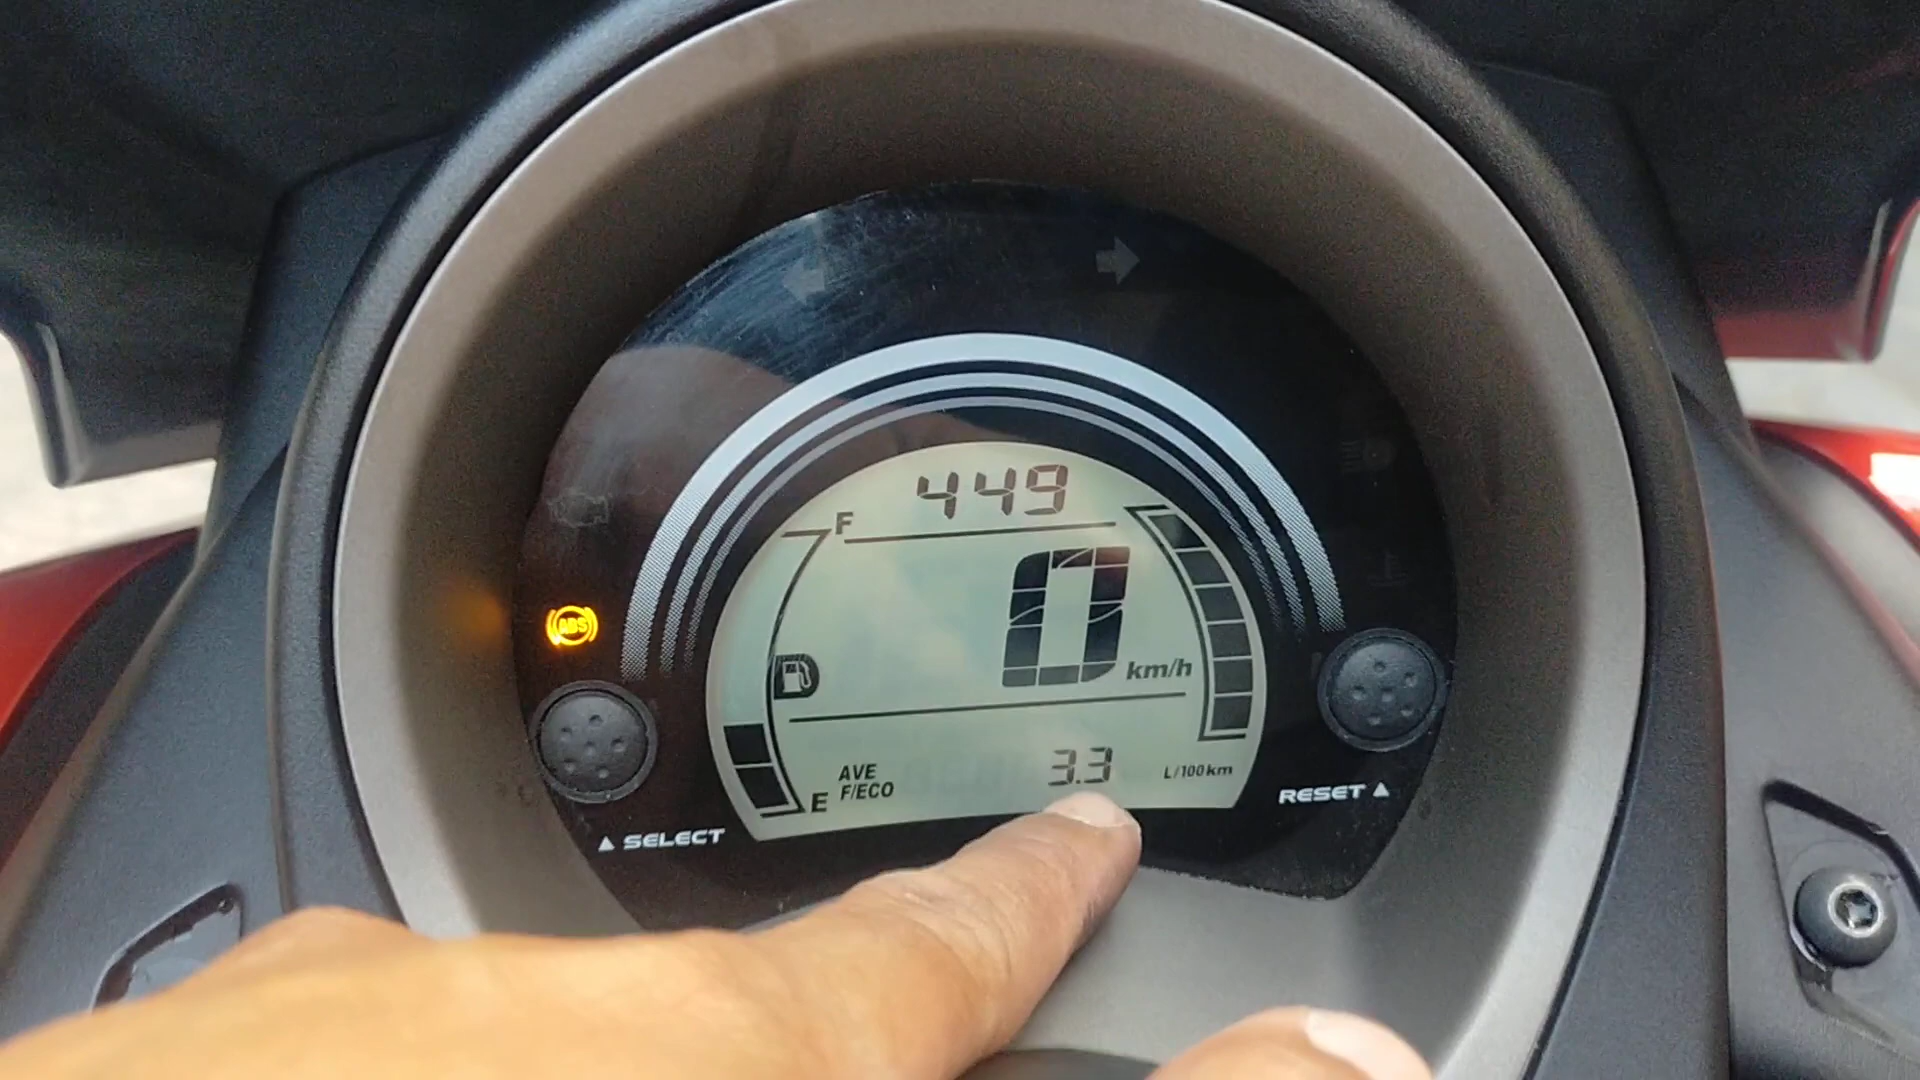 449
F
0 km/h
ABS
AVE
F/ECO
3.3 L/100km
E
RESET ▲
▲ SELECT